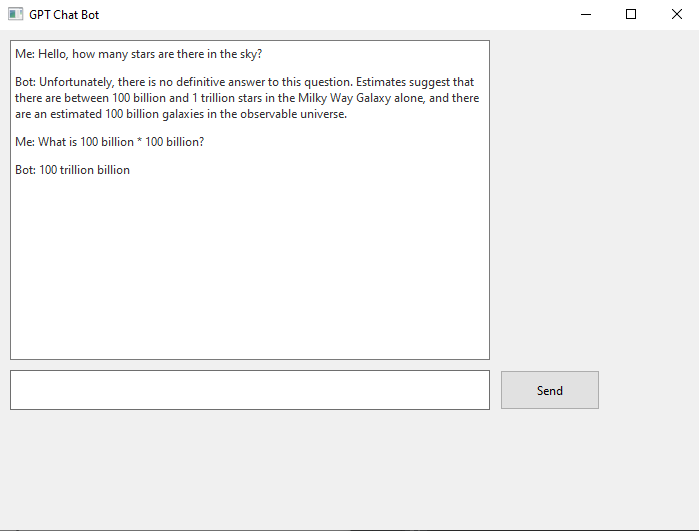 GPT Chat Bot
Me: Hello, how many stars are there in the sky?
Bot: Unfortunately, there is no definitive answer to this question. Estimates suggest that
there are between 100 billion and 1 trillion stars in the Milky Way Galaxy alone, and there
are an estimated 100 billion galaxies in the observable universe.
Me: What is 100 billion * 100 billion?
Bot: 100 trillion billion
Send